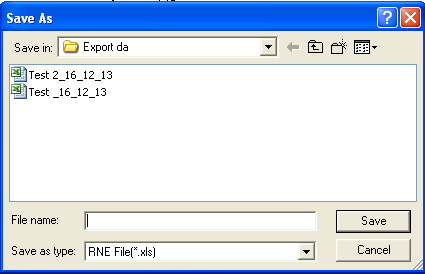 Save As
Save in: Export da
Test 2_16_12_13
Test _16_12_13
File name:
Save
Save as type: RNE File(*.xls)
Cancel